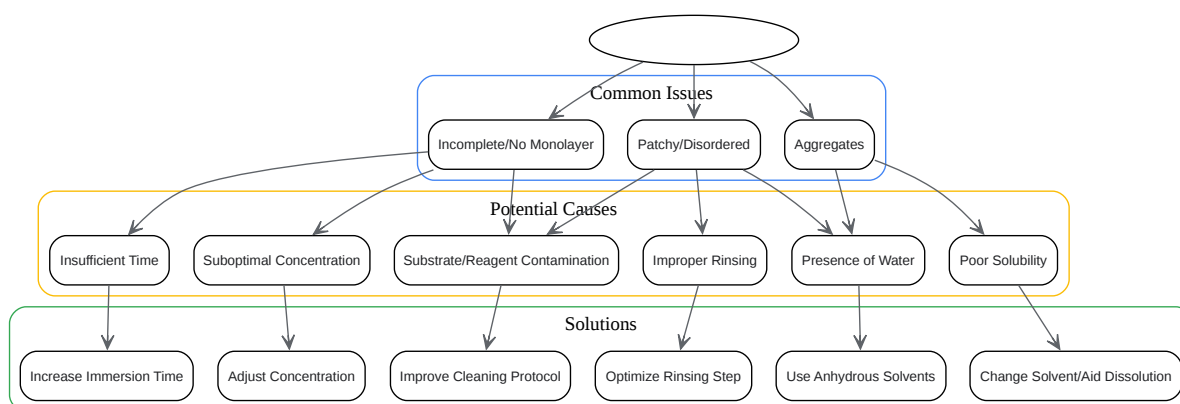 Common Issues
Incomplete/No Monolayer
Patchy/Disordered
Aggregates
Potential Causes
Insufficient Time
Suboptimal Concentration
Substrate/Reagent Contamination
Improper Rinsing
Presence of Water
Poor Solubility
Solutions
Increase Immersion Time
Adjust Concentration
Improve Cleaning Protocol
Optimize Rinsing Step
Use Anhydrous Solvents
Change Solvent/Aid Dissolution